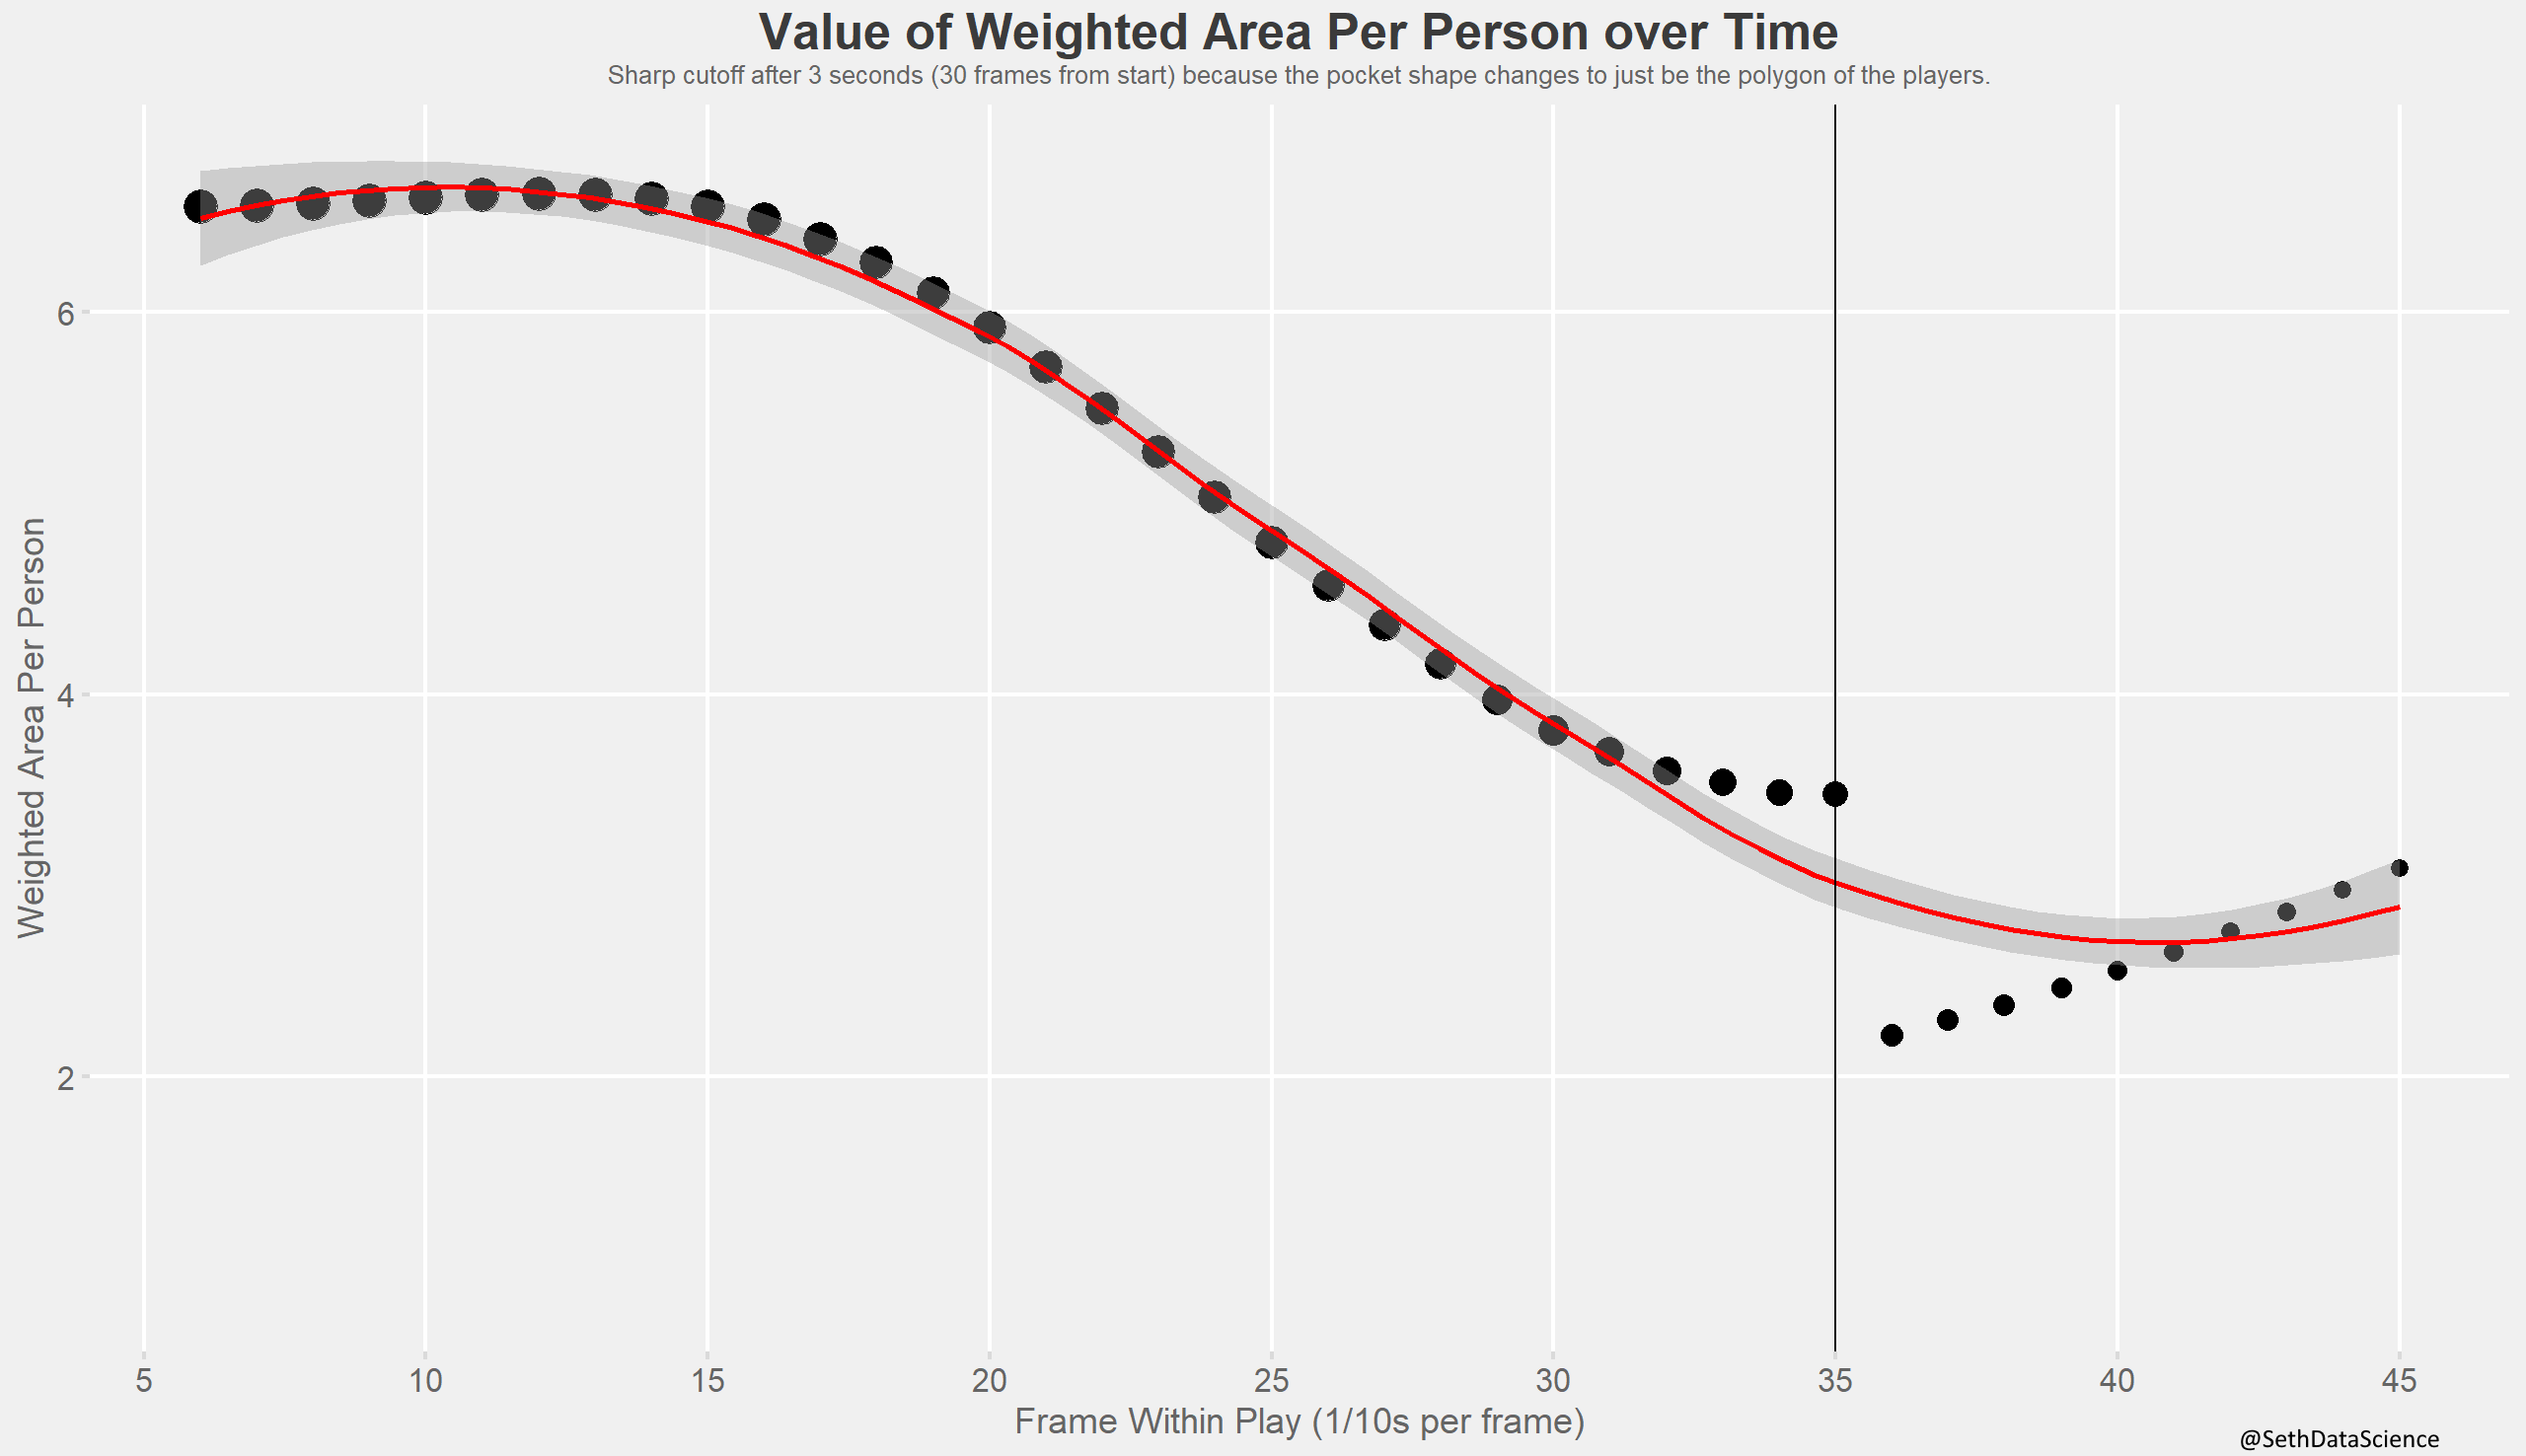 Value of Weighted Area Per Person over Time
Sharp cutoff after 3 seconds (30 frames from start) because the pocket shape changes to just be the polygon of the players.
Weighted Area Per Person
6
4
2
5 10 15 20 25 30 35 40 45
Frame Within Play (1/10s per frame)
@SethDataScience